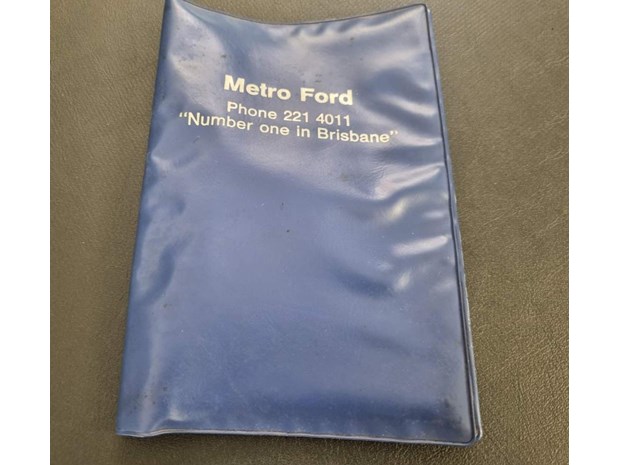 Metro Ford
Phone 221 4011
"Number one in Brisbane"